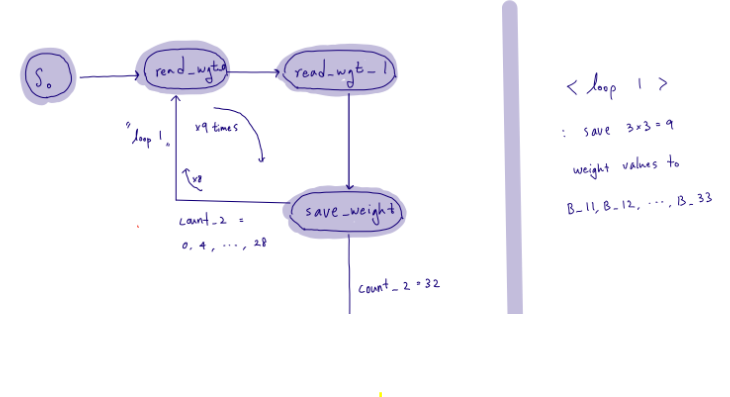 S₀
read_wgt
read_wgt_1
"loop 1"
x9 times
x8
save_weight
count_2 =
0, 4, ..., 28
count_2 = 32
< loop 1 >
: save 3x3 = 9
weight values to
B_11, B_12, ..., B_33